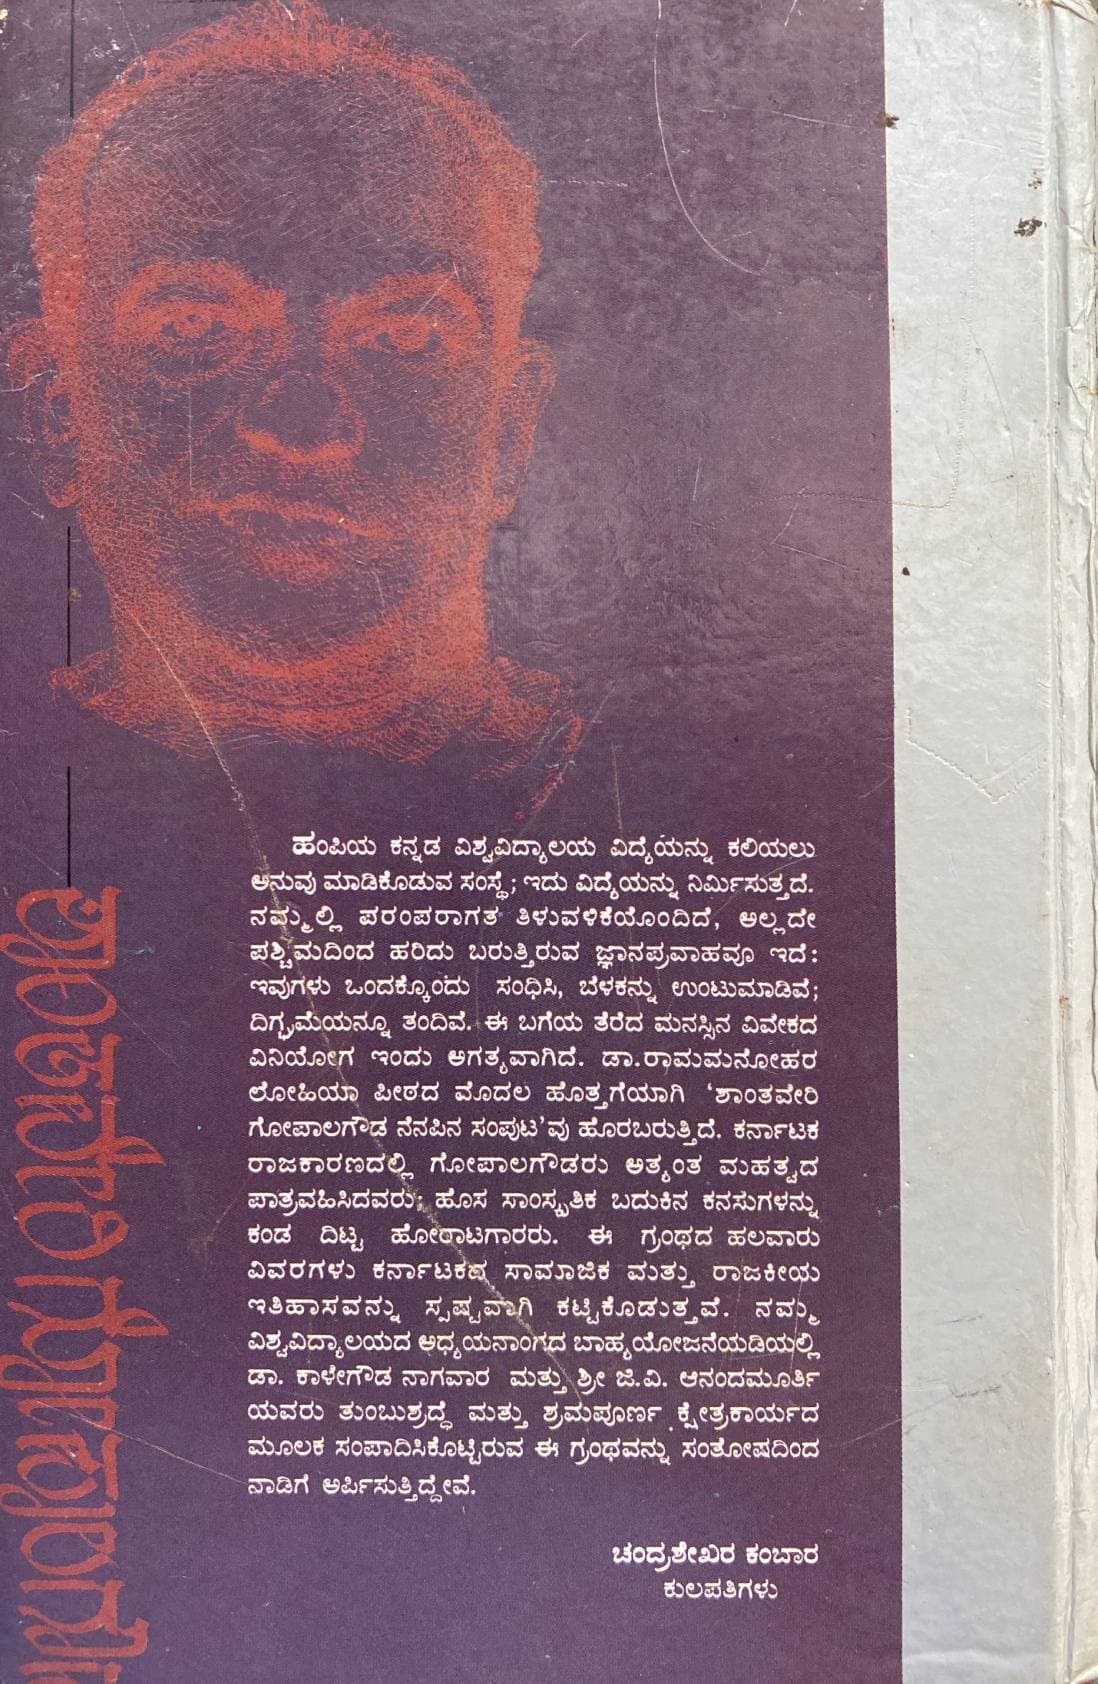 ಹಂಪಿಯ ಕನ್ನಡ ವಿಶ್ವವಿದ್ಯಾಲಯ ವಿದ್ಯೆಯನ್ನು ಕಲಿಯಲು
ಅನುವು ಮಾಡಿಕೊಡುವ ಸಂಸ್ಥೆ; ಇದು ವಿದ್ಯೆಯನ್ನು ನಿರ್ಮಿಸುತ್ತದೆ.
ನಮ್ಮಲ್ಲಿ ಪರಂಪರಾಗತ ತಿಳುವಳಿಕೆಯೊಂದಿದೆ, ಅಲ್ಲದೇ
ಪಶ್ಚಿಮದಿಂದ ಹರಿದು ಬರುತ್ತಿರುವ ಜ್ಞಾನಪ್ರವಾಹವೂ ಇದೆ:
ಇವುಗಳು ಒಂದಕ್ಕೊಂದು ಸಂಧಿಸಿ, ಬೆಳಕನ್ನು ಉಂಟುಮಾಡಿವೆ;
ದಿಗ್ಭ್ರಮೆಯನ್ನೂ ತಂದಿವೆ. ಈ ಬಗೆಯ ತೆರೆದ ಮನಸ್ಸಿನ ವಿವೇಕದ
ವಿನಿಯೋಗ ಇಂದು ಅಗತ್ಯವಾಗಿದೆ. ಡಾ.ರಾಮಮನೋಹರ
ಲೋಹಿಯಾ ಪೀಠದ ಮೊದಲ ಹೊತ್ತಗೆಯಾಗಿ ‘ಶಾಂತವೇರಿ
ಗೋಪಾಲಗೌಡ ನೆನಪಿನ ಸಂಪುಟ’ವು ಹೊರಬರುತ್ತಿದೆ. ಕರ್ನಾಟಕ
ರಾಜಕಾರಣದಲ್ಲಿ ಗೋಪಾಲಗೌಡರು ಅತ್ಯಂತ ಮಹತ್ವದ
ಪಾತ್ರವಹಿಸಿದವರು; ಹೊಸ ಸಾಂಸ್ಕೃತಿಕ ಬದುಕಿನ ಕನಸುಗಳನ್ನು
ಕಂಡ ದಿಟ್ಟ ಹೋರಾಟಗಾರರು. ಈ ಗ್ರಂಥದ ಹಲವಾರು
ವಿವರಗಳು ಕರ್ನಾಟಕದ ಸಾಮಾಜಿಕ ಮತ್ತು ರಾಜಕೀಯ
ಇತಿಹಾಸವನ್ನು ಸ್ಪಷ್ಟವಾಗಿ ಕಟ್ಟಿಕೊಡುತ್ತವೆ. ನಮ್ಮ
ವಿಶ್ವವಿದ್ಯಾಲಯದ ಅಧ್ಯಯನಾಂಗದ ಬಾಹ್ಯಯೋಜನೆಯಡಿಯಲ್ಲಿ
ಡಾ. ಕಾಳೇಗೌಡ ನಾಗವಾರ ಮತ್ತು ಶ್ರೀ ಜಿ.ವಿ. ಆನಂದಮೂರ್ತಿ
ಯವರು ತುಂಬುಶ್ರದ್ಧೆ ಮತ್ತು ಶ್ರಮಪೂರ್ಣ ಕ್ಷೇತ್ರಕಾರ್ಯದ
ಮೂಲಕ ಸಂಪಾದಿಸಿಕೊಟ್ಟಿರುವ ಈ ಗ್ರಂಥವನ್ನು ಸಂತೋಷದಿಂದ
ನಾಡಿಗೆ ಅರ್ಪಿಸುತ್ತಿದ್ದೇವೆ.
ಚಂದ್ರಶೇಖರ ಕಂಬಾರ
ಕುಲಪತಿಗಳು